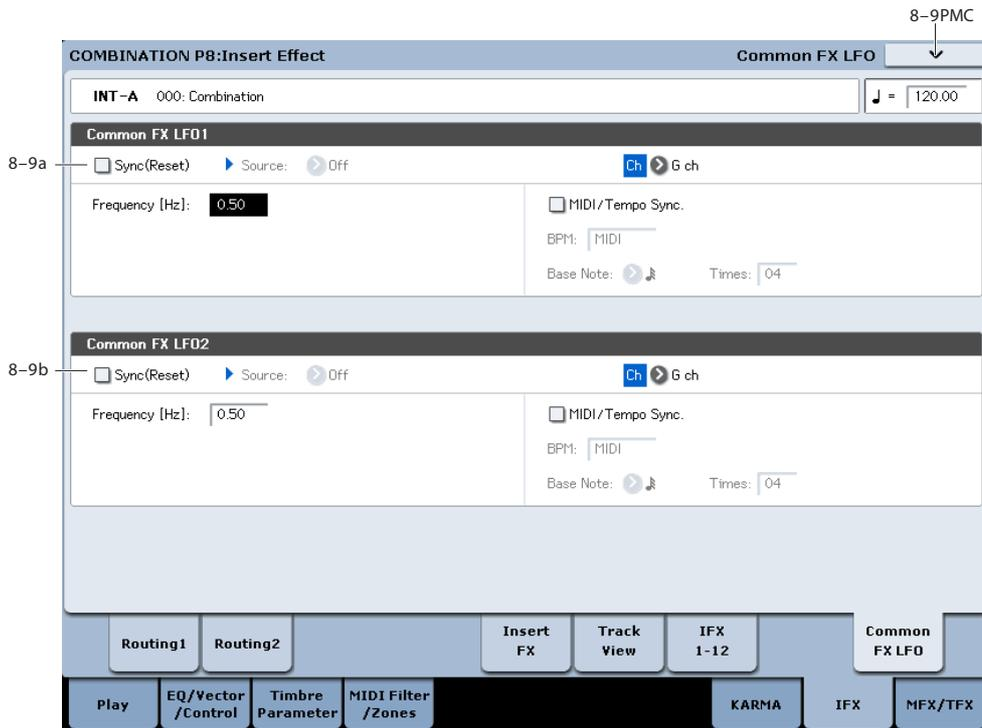 8-9PMC
COMBINATION P8:Insert Effect Common FX LFO
INT-A 000: Combination ♩ = 120.00
Common FX LFO1
8-9a
Sync(Reset) Source: Off Ch G ch
Frequency [Hz]: 0.50 MIDI/Tempo Sync.
BPM: MIDI
Base Note: Times: 04
Common FX LFO2
8-9b
Sync(Reset) Source: Off Ch G ch
Frequency [Hz]: 0.50 MIDI/Tempo Sync.
BPM: MIDI
Base Note: Times: 04
Routing1 Routing2
Insert
FX
Track
View
IFX
1-12
Common
FX LFO
Play
EQ/Vector
/Control
Timbre
Parameter
MIDI Filter
/Zones
KARMA IFX MFX/TFX